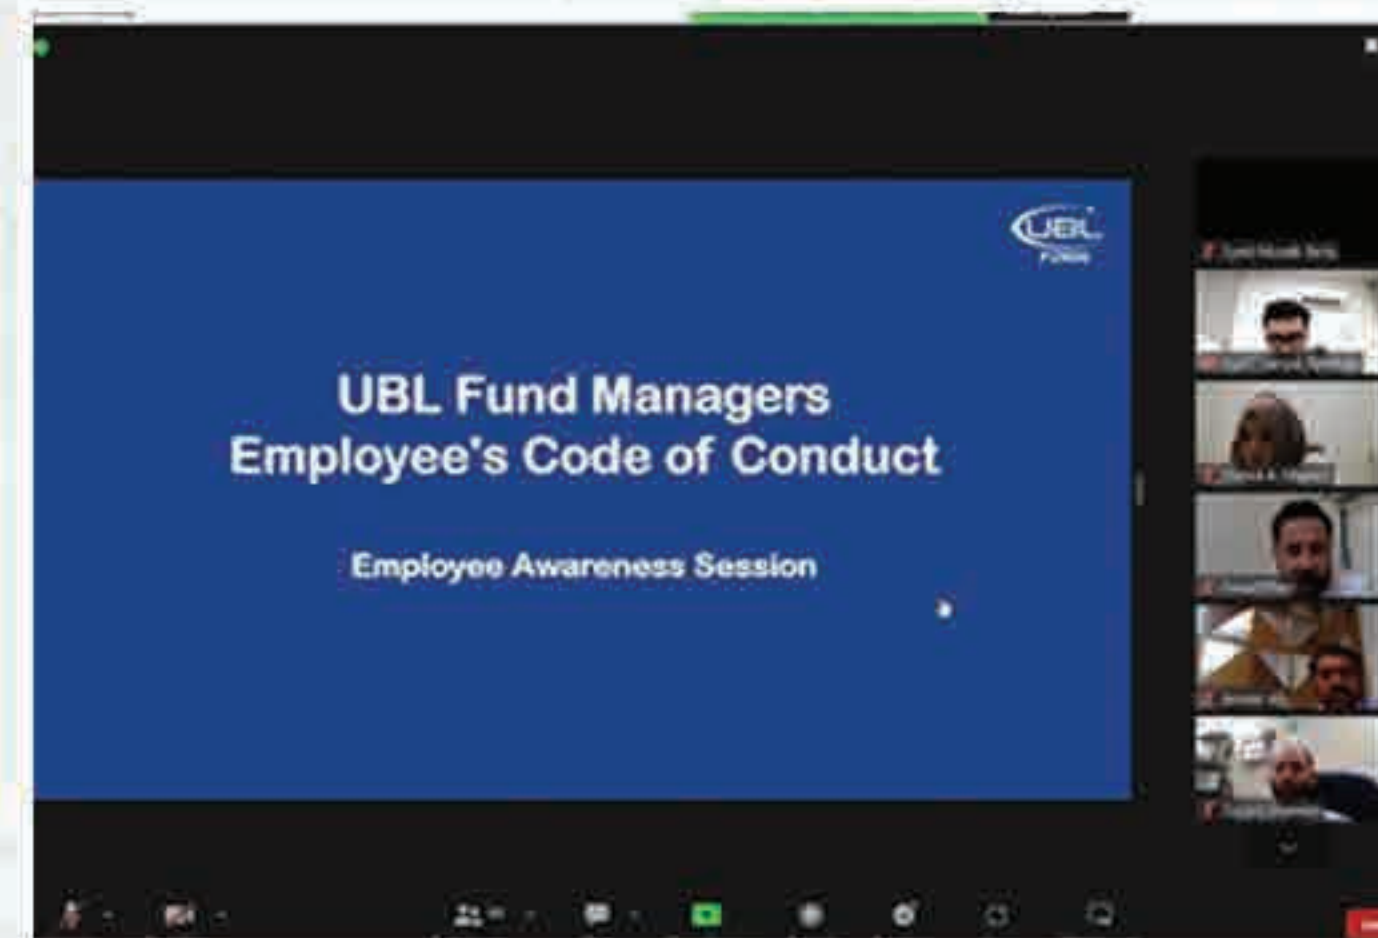 UBL
FUNDS
UBL Fund Managers
Employee's Code of Conduct
Employee Awareness Session